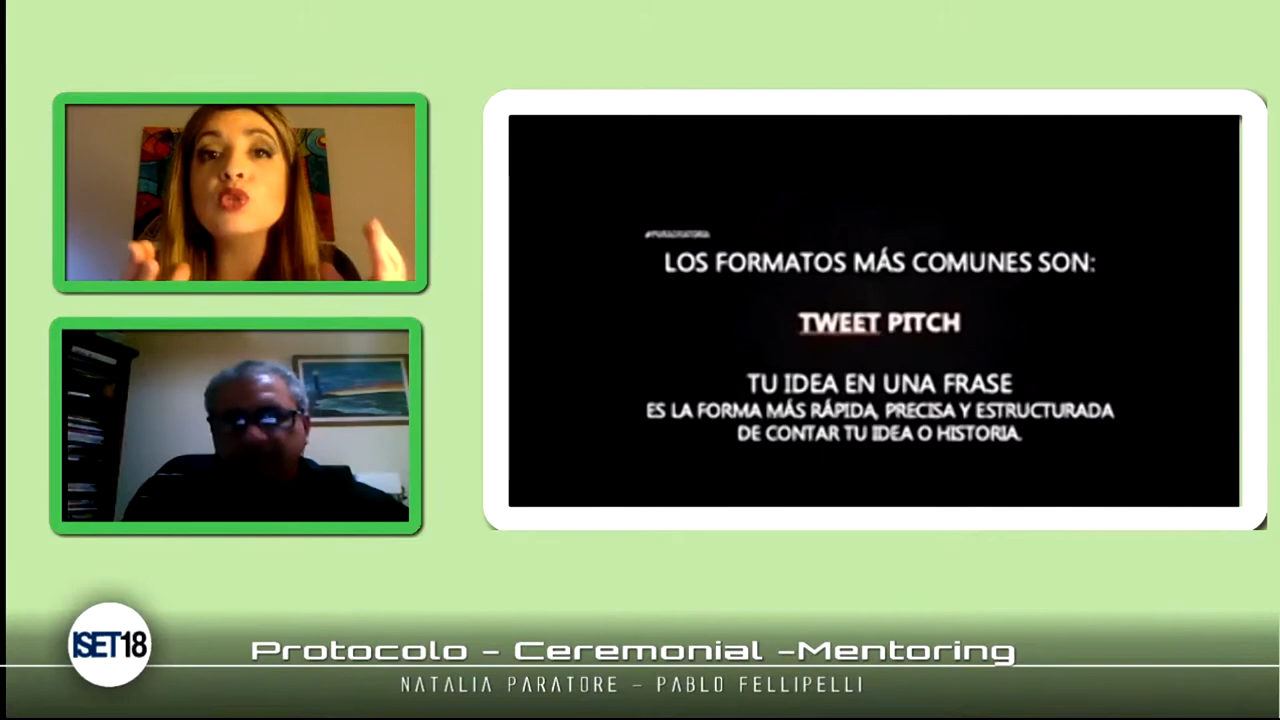 LOS FORMATOS MÁS COMUNES SON:
TWEET PITCH
TU IDEA EN UNA FRASE
ES LA FORMA MÁS RÁPIDA, PRECISA Y ESTRUCTURADA
DE CONTAR TU IDEA O HISTORIA.
ISET18
Protocolo - Ceremonial -Mentoring
NATALIA PARATORE - PABLO FELLIPELLI